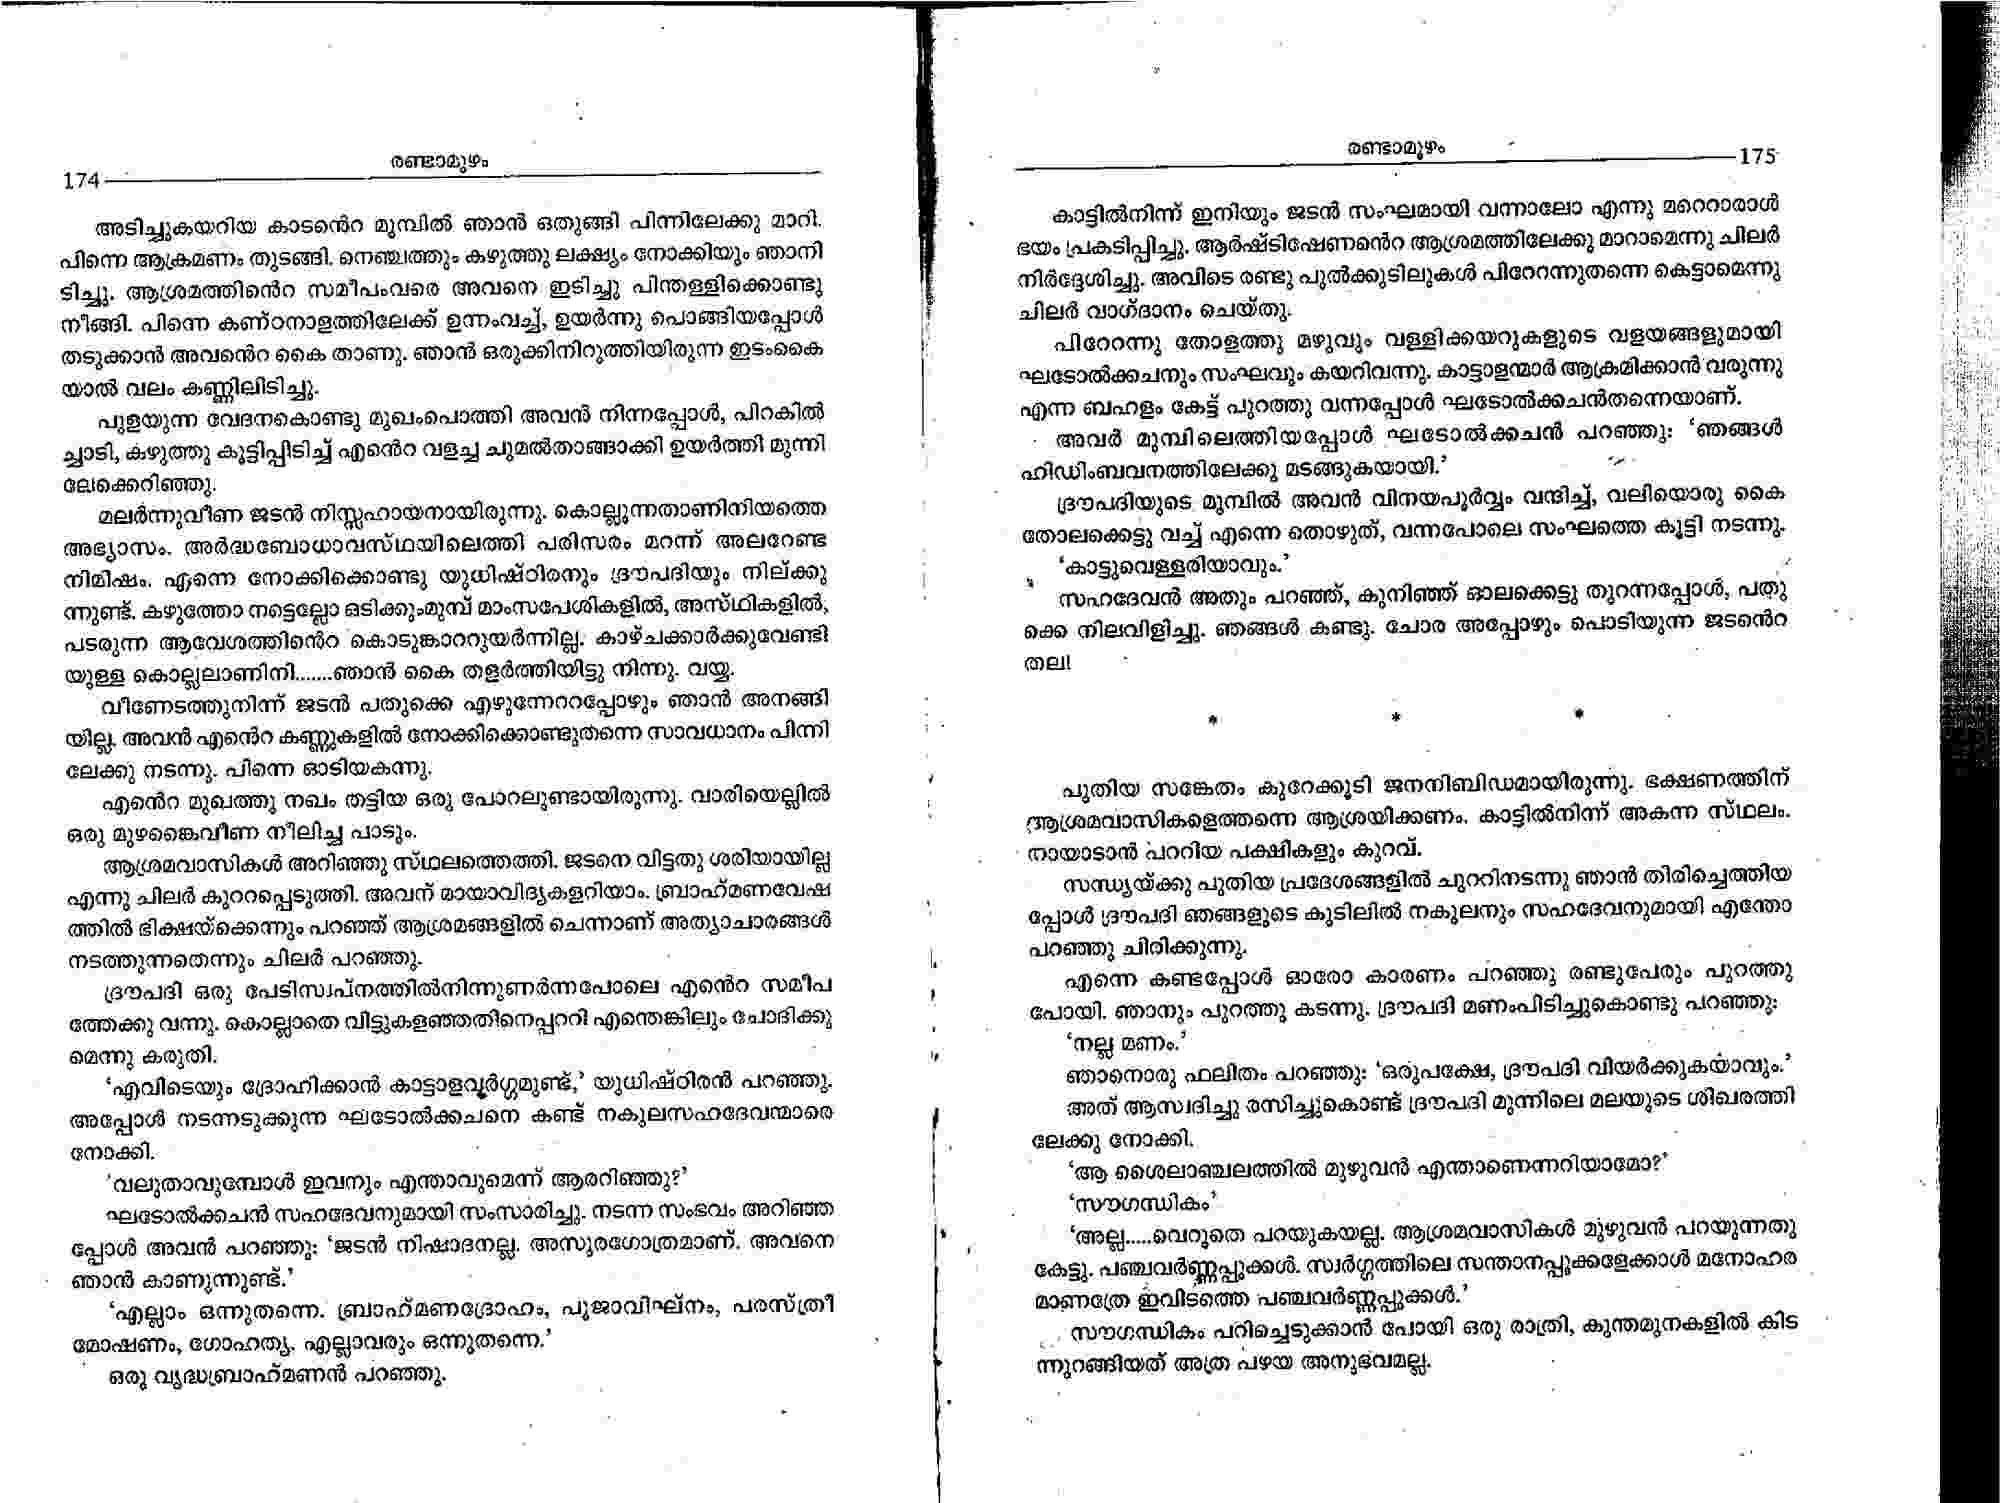 രണ്ടാമൂഴം
174
അടിച്ചുകയറിയ കാടൻെറ മുമ്പിൽ ഞാൻ ഒതുങ്ങി പിന്നിലേക്കു മാറി.
പിന്നെ ആക്രമണം തുടങ്ങി. നെഞ്ചത്തും കഴുത്തു ലക്ഷ്യം നോക്കിയും ഞാനി
ടിച്ചു. ആശ്രമത്തിൻെറ സമീപംവരെ അവനെ ഇടിച്ചു പിന്തള്ളിക്കൊണ്ടു
നീങ്ങി. പിന്നെ കണ്ഠനാളത്തിലേക്ക് ഉന്നംവച്ച്, ഉയർന്നു പൊങ്ങിയപ്പോൾ
തടുക്കാൻ അവൻെറ കൈ താണു. ഞാൻ ഒരുക്കിനിറുത്തിയിരുന്ന ഇടംകൈ
യാൽ വലം കണ്ണിലിടിച്ചു.
പുളയുന്ന വേദനകൊണ്ടു മുഖംപൊത്തി അവൻ നിന്നപ്പോൾ, പിറകിൽ
ച്ചാടി, കഴുത്തു കൂട്ടിപ്പിടിച്ച് എൻെറ വളച്ച ചുമൽതാങ്ങാക്കി ഉയർത്തി മുന്നി
ലേക്കെറിഞ്ഞു.
മലർന്നുവീണ ജടൻ നിസ്സഹായനായിരുന്നു. കൊല്ലുന്നതാണിനിയത്തെ
അഭ്യാസം. അർദ്ധബോധാവസ്ഥയിലെത്തി പരിസരം മറന്ന് അലറേണ്ട
നിമിഷം. എന്നെ നോക്കിക്കൊണ്ടു യുധിഷ്ഠിരനും ദ്രൗപദിയും നില്ക്കു
ന്നുണ്ട്. കഴുത്തോ നട്ടെല്ലോ ഒടിക്കുംമുമ്പ് മാംസപേശികളിൽ, അസ്ഥികളിൽ,
പടരുന്ന ആവേശത്തിൻെറ കൊടുങ്കാററുയർന്നില്ല. കാഴ്ചക്കാർക്കുവേണ്ടി
യുള്ള കൊല്ലലാണിനി.......ഞാൻ കൈ തളർത്തിയിട്ടു നിന്നു. വയ്യ.
വീണേടത്തുനിന്ന് ജടൻ പതുക്കെ എഴുന്നേററപ്പോഴും ഞാൻ അനങ്ങി
യില്ല. അവൻ എൻെറ കണ്ണുകളിൽ നോക്കിക്കൊണ്ടുതന്നെ സാവധാനം പിന്നി
ലേക്കു നടന്നു. പിന്നെ ഓടിയകന്നു.
എൻെറ മുഖത്തു നഖം തട്ടിയ ഒരു പോറലുണ്ടായിരുന്നു. വാരിയെല്ലിൽ
ഒരു മുഴങ്കൈവീണ നീലിച്ച പാടും.
ആശ്രമവാസികൾ അറിഞ്ഞു സ്ഥലത്തെത്തി. ജടനെ വിട്ടതു ശരിയായില്ല
എന്നു ചിലർ കുററപ്പെടുത്തി. അവന് മായാവിദ്യകളറിയാം. ബ്രാഹ്മണവേഷ
ത്തിൽ ഭിക്ഷയ്ക്കെന്നും പറഞ്ഞ് ആശ്രമങ്ങളിൽ ചെന്നാണ് അത്യാചാരങ്ങൾ
നടത്തുന്നതെന്നും ചിലർ പറഞ്ഞു.
ദ്രൗപദി ഒരു പേടിസ്വപ്നത്തിൽനിന്നുണർന്നപോലെ എൻെറ സമീപ
ത്തേക്കു വന്നു. കൊല്ലാതെ വിട്ടുകളഞ്ഞതിനെപ്പററി എന്തെങ്കിലും ചോദിക്കു
മെന്നു കരുതി.
‘എവിടെയും ദ്രോഹിക്കാൻ കാട്ടാളവൂർഗ്ഗമുണ്ട്,’ യുധിഷ്ഠിരൻ പറഞ്ഞു.
അപ്പോൾ നടന്നടുക്കുന്ന ഘടോൽക്കചനെ കണ്ട് നകുലസഹദേവന്മാരെ
നോക്കി.
‘വലുതാവുമ്പോൾ ഇവനും എന്താവുമെന്ന് ആരറിഞ്ഞു?’
ഘടോൽക്കചൻ സഹദേവനുമായി സംസാരിച്ചു. നടന്ന സംഭവം അറിഞ്ഞ
പ്പോൾ അവൻ പറഞ്ഞു: ‘ജടൻ നിഷാദനല്ല. അസുരഗോത്രമാണ്. അവനെ
ഞാൻ കാണുന്നുണ്ട്.’
‘എല്ലാം ഒന്നുതന്നെ. ബ്രാഹ്മണദ്രോഹം, പൂജാവിഘ്നം, പരസ്ത്രീ
മോഷണം, ഗോഹത്യ. എല്ലാവരും ഒന്നുതന്നെ.’
ഒരു വൃദ്ധബ്രാഹ്മണൻ പറഞ്ഞു.
രണ്ടാമൂഴം
175
കാട്ടിൽനിന്ന് ഇനിയും ജടൻ സംഘമായി വന്നാലോ എന്നു മറെറാരാൾ
ഭയം പ്രകടിപ്പിച്ചു. ആർഷ്ടിഷേണൻെറ ആശ്രമത്തിലേക്കു മാറാമെന്നു ചിലർ
നിർദ്ദേശിച്ചു. അവിടെ രണ്ടു പുൽക്കുടിലുകൾ പിറേറന്നുതന്നെ കെട്ടാമെന്നു
ചിലർ വാഗ്ദാനം ചെയ്തു.
പിറേറന്നു തോളത്തു മഴുവും വള്ളിക്കയറുകളുടെ വളയങ്ങളുമായി
ഘടോൽക്കചനും സംഘവും കയറിവന്നു. കാട്ടാളന്മാർ ആക്രമിക്കാൻ വരുന്നു
എന്ന ബഹളം കേട്ട് പുറത്തു വന്നപ്പോൾ ഘടോൽക്കചൻതന്നെയാണ്.
അവർ മുമ്പിലെത്തിയപ്പോൾ ഘടോൽക്കചൻ പറഞ്ഞു: ‘ഞങ്ങൾ
ഹിഡിംബവനത്തിലേക്കു മടങ്ങുകയായി.’
ദ്രൗപദിയുടെ മുമ്പിൽ അവൻ വിനയപൂർവ്വം വന്ദിച്ച്, വലിയൊരു കൈ
തോലക്കെട്ടു വച്ച് എന്നെ തൊഴുത്, വന്നപോലെ സംഘത്തെ കൂട്ടി നടന്നു.
‘കാട്ടുവെള്ളരിയാവും.’
സഹദേവൻ അതും പറഞ്ഞ്, കുനിഞ്ഞ് ഓലക്കെട്ടു തുറന്നപ്പോൾ, പതു
ക്കെ നിലവിളിച്ചു. ഞങ്ങൾ കണ്ടു. ചോര അപ്പോഴും പൊടിയുന്ന ജടൻെറ
തല!
* * *
പുതിയ സങ്കേതം കുറേക്കൂടി ജനനിബിഡമായിരുന്നു. ഭക്ഷണത്തിന്
ആശ്രമവാസികളെത്തന്നെ ആശ്രയിക്കണം. കാട്ടിൽനിന്ന് അകന്ന സ്ഥലം.
നായാടാൻ പററിയ പക്ഷികളും കുറവ്.
സന്ധ്യയ്ക്കു പുതിയ പ്രദേശങ്ങളിൽ ചുററിനടന്നു ഞാൻ തിരിച്ചെത്തിയ
പ്പോൾ ദ്രൗപദി ഞങ്ങളുടെ കുടിലിൽ നകുലനും സഹദേവനുമായി എന്തോ
പറഞ്ഞു ചിരിക്കുന്നു.
എന്നെ കണ്ടപ്പോൾ ഓരോ കാരണം പറഞ്ഞു രണ്ടുപേരും പുറത്തു
പോയി. ഞാനും പുറത്തു കടന്നു. ദ്രൗപദി മണംപിടിച്ചുകൊണ്ടു പറഞ്ഞു:
‘നല്ല മണം.’
ഞാനൊരു ഫലിതം പറഞ്ഞു: ‘ഒരുപക്ഷേ, ദ്രൗപദി വിയർക്കുകയാവും.’
അത് ആസ്വദിച്ചു രസിച്ചുകൊണ്ട് ദ്രൗപദി മുന്നിലെ മലയുടെ ശിഖരത്തി
ലേക്കു നോക്കി.
‘ആ ശൈലാഞ്ചലത്തിൽ മുഴുവൻ എന്താണെന്നറിയാമോ?’
‘സൗഗന്ധികം’
‘അല്ല.....വെറുതെ പറയുകയല്ല. ആശ്രമവാസികൾ മുഴുവൻ പറയുന്നതു
കേട്ടു. പഞ്ചവർണ്ണപ്പൂക്കൾ. സ്വർഗ്ഗത്തിലെ സന്താനപ്പൂക്കളേക്കാൾ മനോഹര
മാണത്രേ ഇവിടത്തെ പഞ്ചവർണ്ണപ്പൂക്കൾ.’
സൗഗന്ധികം പറിച്ചെടുക്കാൻ പോയി ഒരു രാത്രി, കുന്തമുനകളിൽ കിട
ന്നുറങ്ങിയത് അത്ര പഴയ അനുഭവമല്ല.